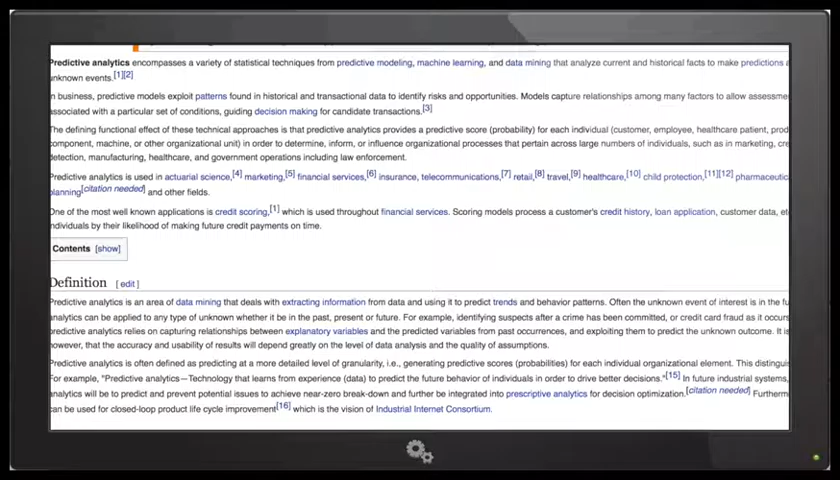 Predictive analytics encompasses a variety of statistical techniques from predictive modeling, machine learning, and data mining that analyze current and historical facts to make predictions a
unknown events.[1][2]
n business, predictive models exploit patterns found in historical and transactional data to identify risks and opportunities. Models capture relationships among many factors to allow assessme
associated with a particular set of conditions, guiding decision making for candidate transactions.[3]
The defining functional effect of these technical approaches is that predictive analytics provides a predictive score (probability) for each individual (customer, employee, healthcare patient, prod
component, machine, or other organizational unit) in order to determine, inform, or influence organizational processes that pertain across large numbers of individuals, such as in marketing, cre
detection, manufacturing, healthcare, and government operations including law enforcement.
Predictive analytics is used in actuarial science,[4] marketing,[5] financial services,[6] insurance, telecommunications,[7] retail,[8] travel,[9] healthcare,[10] child protection,[11][12] pharmaceutic
planning[citation needed] and other fields.
One of the most well known applications is credit scoring,[1] which is used throughout financial services. Scoring models process a customer's credit history, loan application, customer data, et
ndividuals by their likelihood of making future credit payments on time.
Contents [show]
Definition [ edit ]
Predictive analytics is an area of data mining that deals with extracting information from data and using it to predict trends and behavior patterns. Often the unknown event of interest is in the fu
analytics can be applied to any type of unknown whether it be in the past, present or future. For example, identifying suspects after a crime has been committed, or credit card fraud as it occurs
predictive analytics relies on capturing relationships between explanatory variables and the predicted variables from past occurrences, and exploiting them to predict the unknown outcome. It is
however, that the accuracy and usability of results will depend greatly on the level of data analysis and the quality of assumptions.
Predictive analytics is often defined as predicting at a more detailed level of granularity, i.e., generating predictive scores (probabilities) for each individual organizational element. This distingui
For example, "Predictive analytics—Technology that learns from experience (data) to predict the future behavior of individuals in order to drive better decisions."[15] In future industrial systems,
analytics will be to predict and prevent potential issues to achieve near-zero break-down and further be integrated into prescriptive analytics for decision optimization.[citation needed] Furtherm
can be used for closed-loop product life cycle improvement[16] which is the vision of Industrial Internet Consortium.